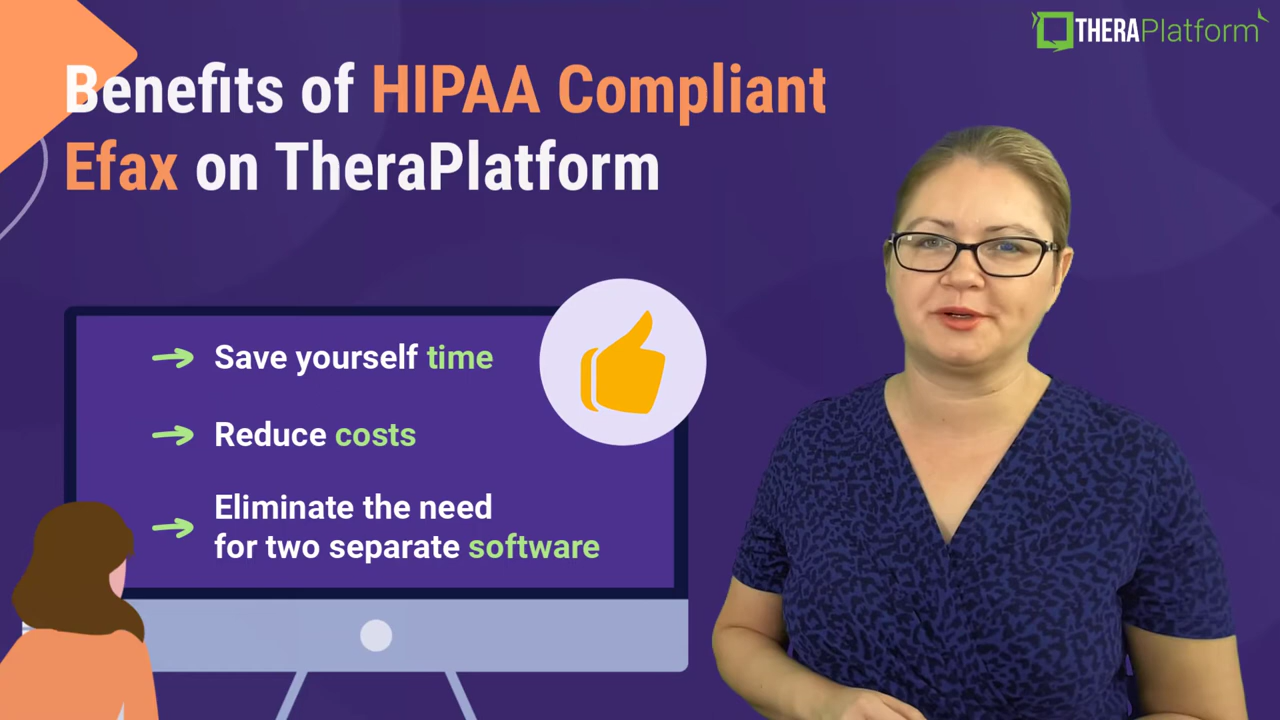 THERAPlatform
Benefits of HIPAA Compliant
Efax on TheraPlatform
Save yourself time
Reduce costs
Eliminate the need
for two separate software